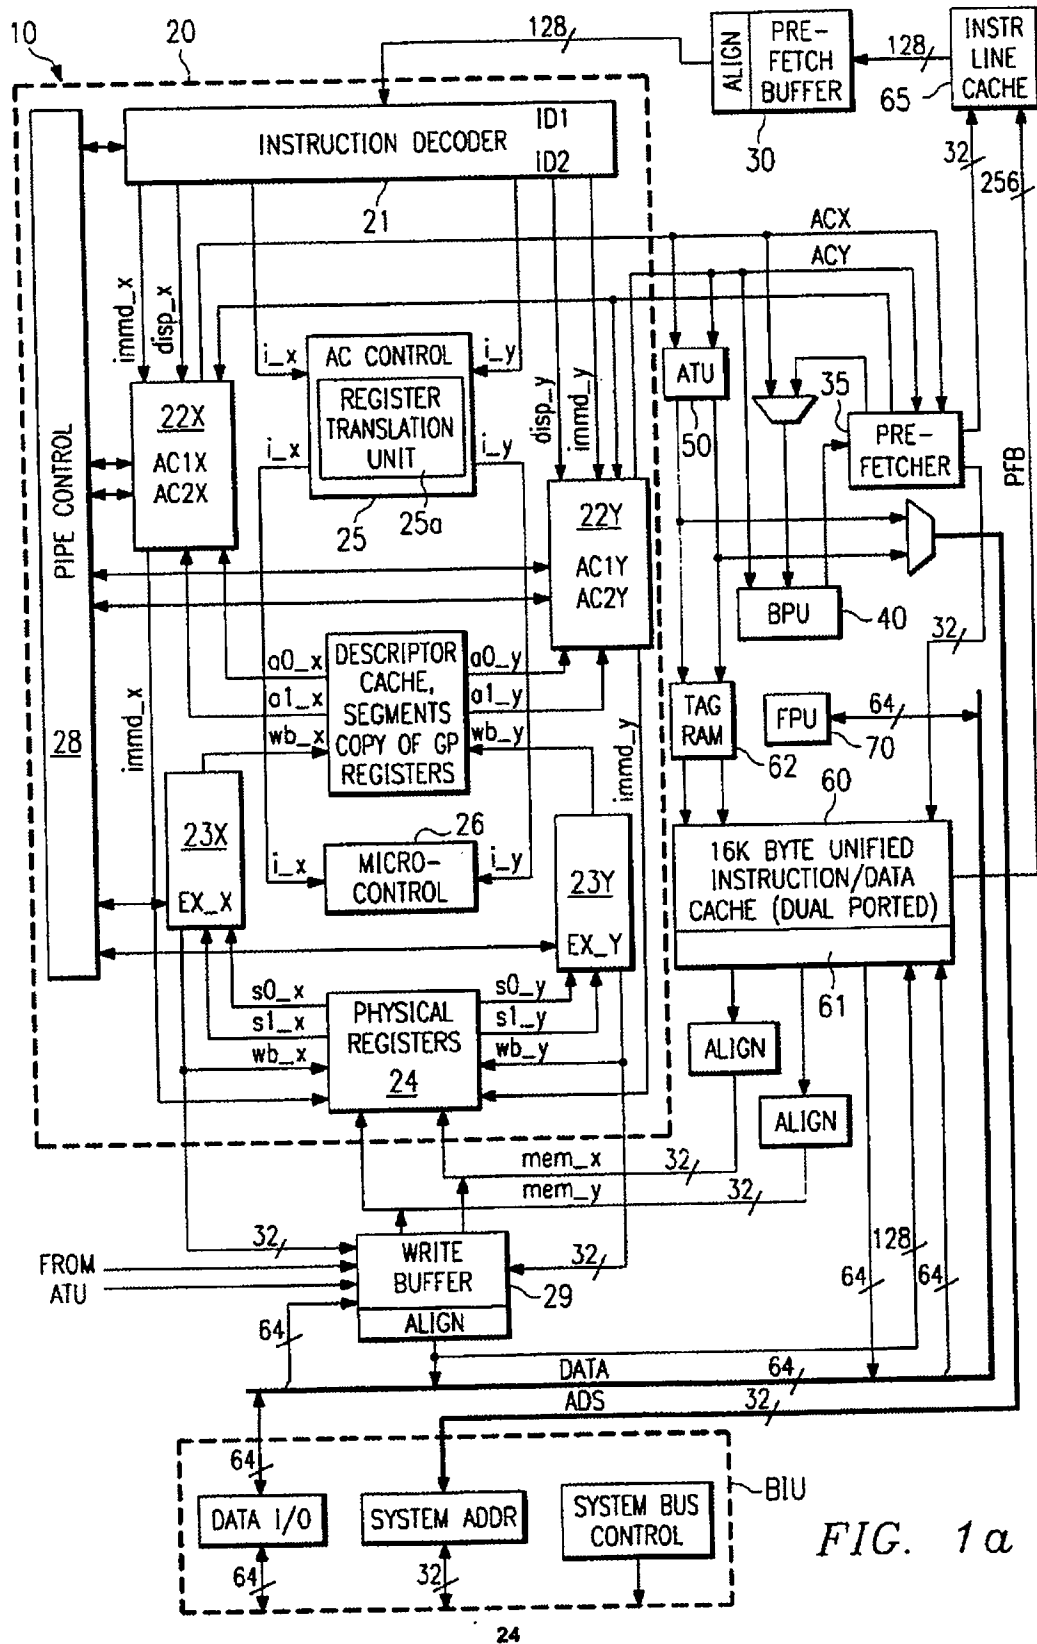 10
20
128
ALIGN
PRE-
FETCH
BUFFER
30
128
INSTR
LINE
CACHE
65
32
256
PFB
INSTRUCTION DECODER
ID1
ID2
21
ACX
ACY
immd_x
disp_x
i_x
AC CONTROL
i_y
REGISTER
TRANSLATION
UNIT
i_x
i_y
25
25a
disp_y
immd_y
ATU
50
35
PRE-
FETCHER
PIPE CONTROL
28
22X
AC1X
AC2X
22Y
AC1Y
AC2Y
BPU
40
32
a0_x
a1_x
wb_x
DESCRIPTOR
CACHE,
SEGMENTS
COPY OF GP
REGISTERS
a0_y
a1_y
wb_y
immd_x
immd_y
TAG
RAM
62
FPU
70
64
60
23X
EX_X
26
i_x
MICRO-
CONTROL
i_y
23Y
EX_Y
16K BYTE UNIFIED
INSTRUCTION/DATA
CACHE (DUAL PORTED)
61
s0_x
s1_x
wb_x
PHYSICAL
REGISTERS
24
s0_y
s1_y
wb_y
ALIGN
ALIGN
mem_x
32
mem_y
32
FROM
ATU
32
WRITE
BUFFER
ALIGN
32
29
64
64
128
64
DATA
64
ADS
32
64
BIU
DATA I/O
SYSTEM ADDR
SYSTEM BUS
CONTROL
64
32
FIG. 1a
24